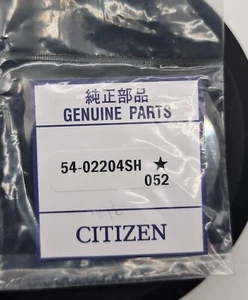 純正部品
GENUINE PARTS
54-02204SH ★
052
CITIZEN